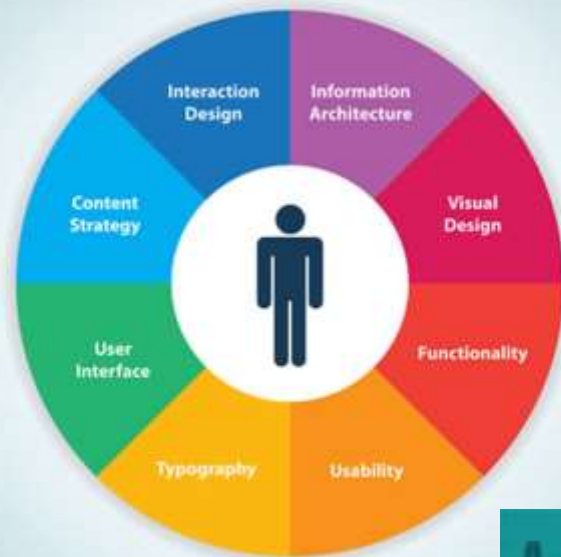 Interaction
Design
Information
Architecture
Visual
Design
Functionality
Usability
Typography
User
Interface
Content
Strategy